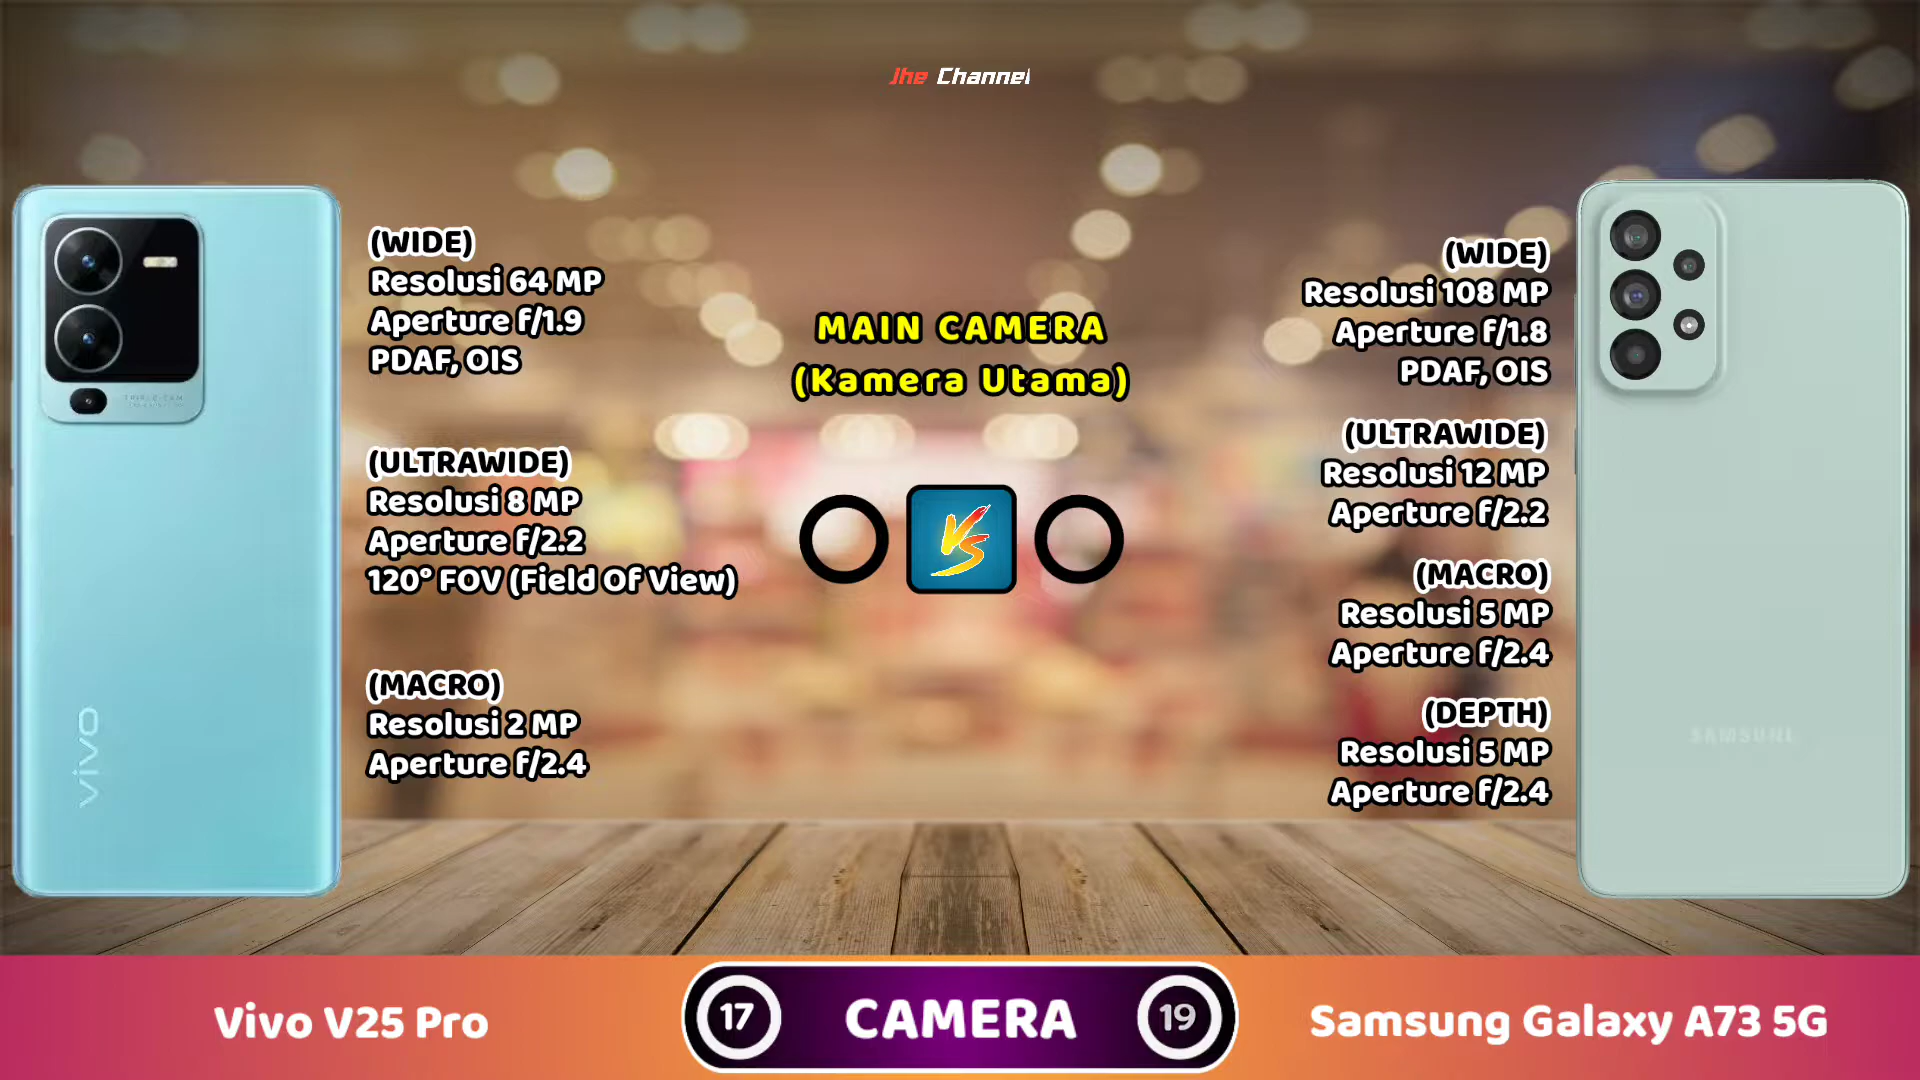 Jhe Channel
(WIDE)
Resolusi 64 MP
Aperture f/1.9
PDAF, OIS
(ULTRAWIDE)
Resolusi 8 MP
Aperture f/2.2
120° FOV (Field Of View)
(MACRO)
Resolusi 2 MP
Aperture f/2.4
MAIN CAMERA
(Kamera Utama)
VS
(WIDE)
Resolusi 108 MP
Aperture f/1.8
PDAF, OIS
(ULTRAWIDE)
Resolusi 12 MP
Aperture f/2.2
(MACRO)
Resolusi 5 MP
Aperture f/2.4
(DEPTH)
Resolusi 5 MP
Aperture f/2.4
TRIPLE CAM
vivo
SAMSUNG
Vivo V25 Pro
17
CAMERA
19
Samsung Galaxy A73 5G